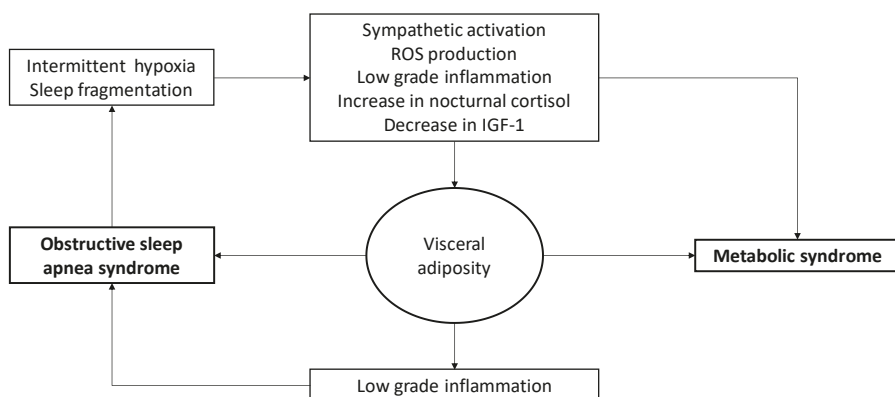 Sympathetic activation
ROS production
Low grade inflammation
Increase in nocturnal cortisol
Decrease in IGF-1
Intermittent hypoxia
Sleep fragmentation
Obstructive sleep
apnea syndrome
Visceral
adiposity
Metabolic syndrome
Low grade inflammation